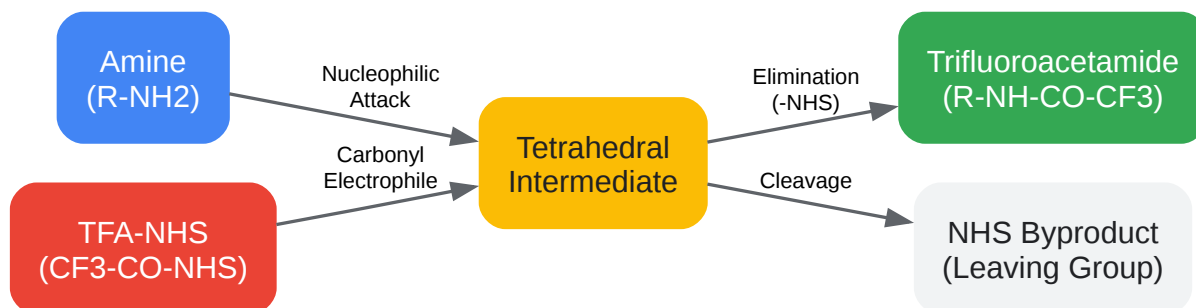 Amine
(R-NH2)
Nucleophilic
Attack
Carbonyl
Electrophile
TFA-NHS
(CF3-CO-NHS)
Tetrahedral
Intermediate
Elimination
(-NHS)
Cleavage
Trifluoroacetamide
(R-NH-CO-CF3)
NHS Byproduct
(Leaving Group)